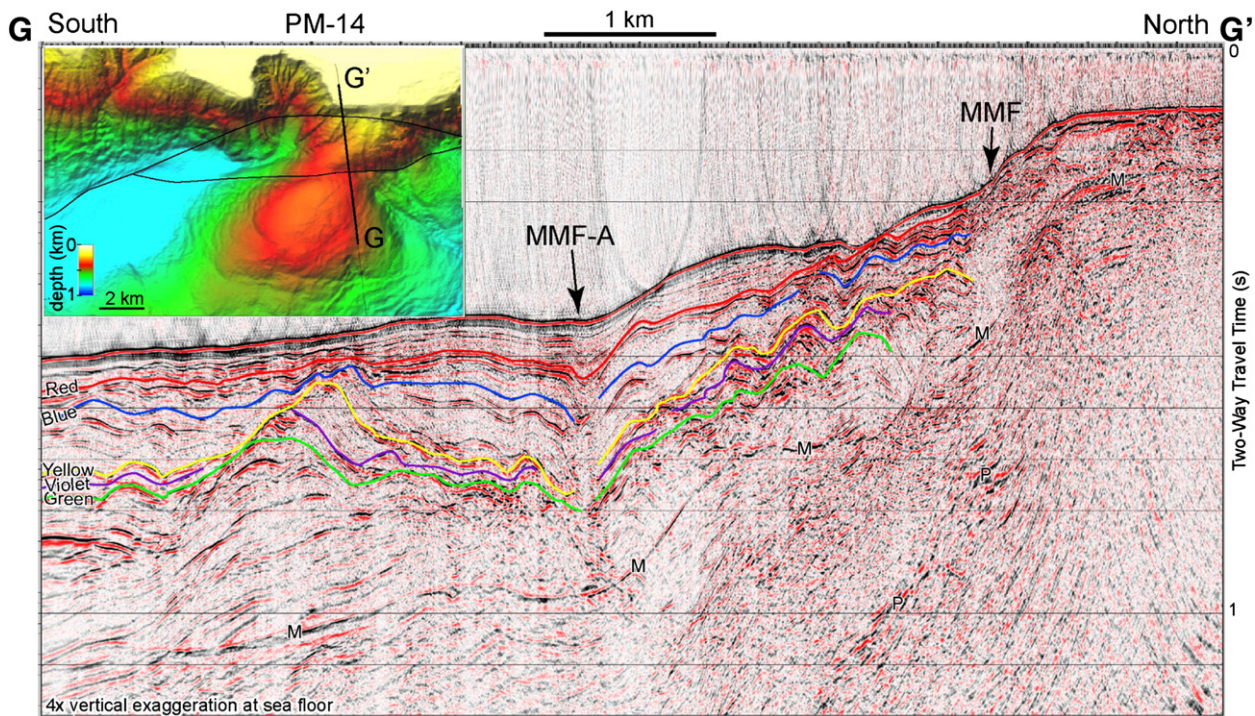 G South PM-14 1 km North G’
0
G’
MMF
M
G
MMF-A
depth (km)
0
1
2 km
M
Red
Blue
M
Yellow
Violet
Green
P
M
P
1
M
Two-Way Travel Time (s)
4x vertical exaggeration at sea floor